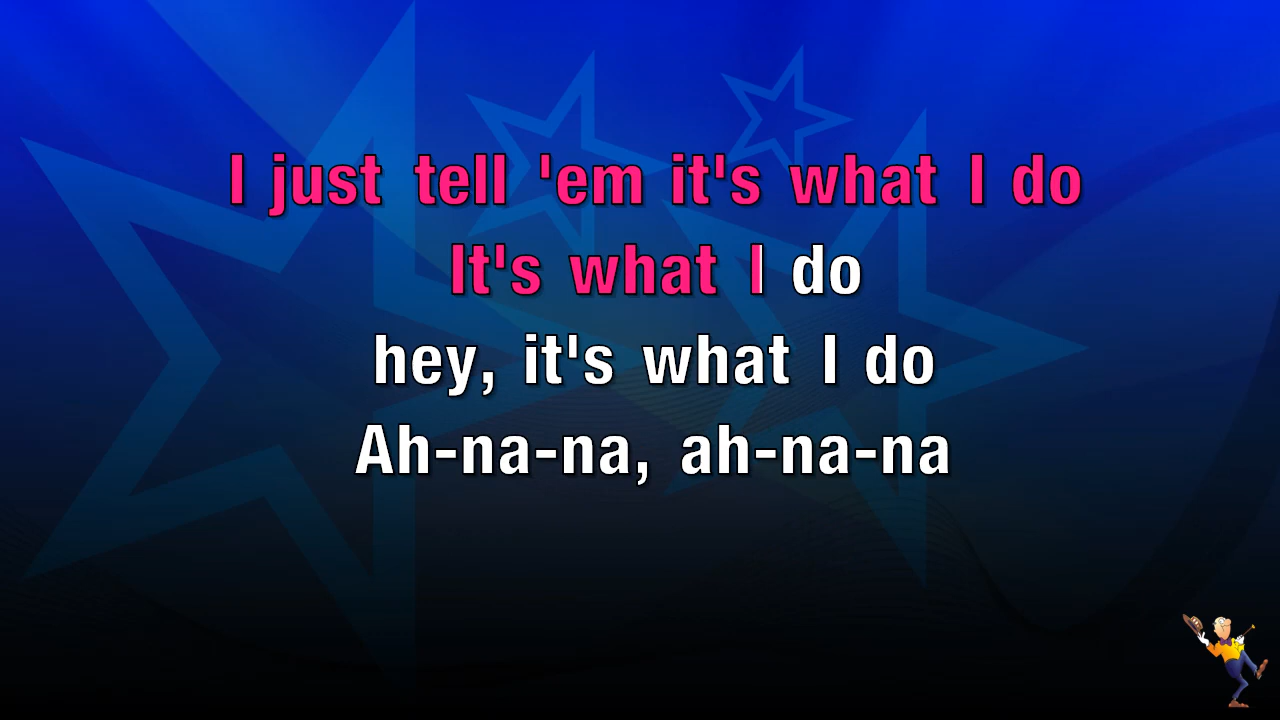 I just tell 'em it's what I do
It's what I do
hey, it's what I do
Ah-na-na, ah-na-na